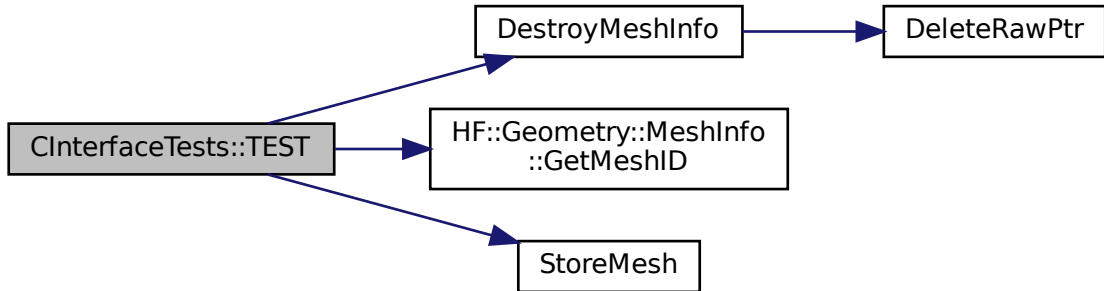 DestroyMeshInfo
DeleteRawPtr
CInterfaceTests::TEST
HF::Geometry::MeshInfo
::GetMeshID
StoreMesh